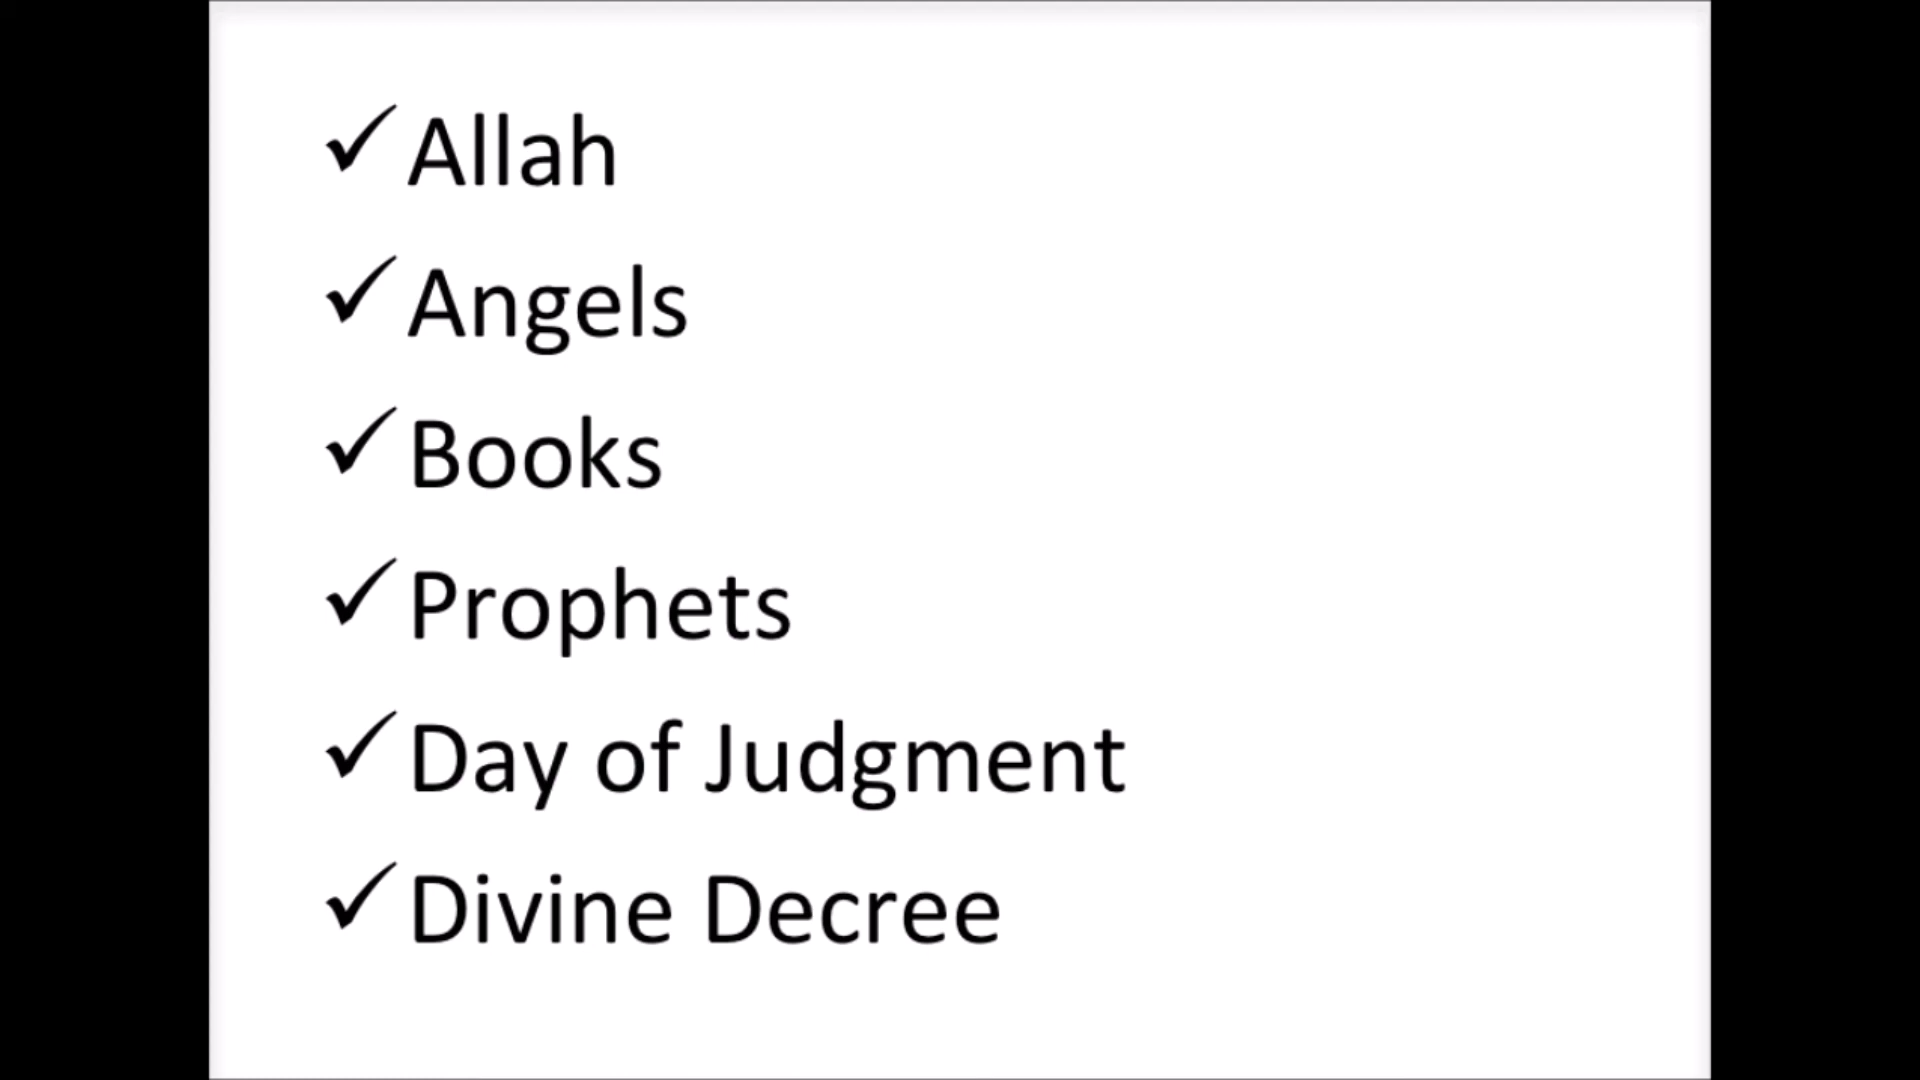 ✓ Allah
✓ Angels
✓ Books
✓ Prophets
✓ Day of Judgment
✓ Divine Decree